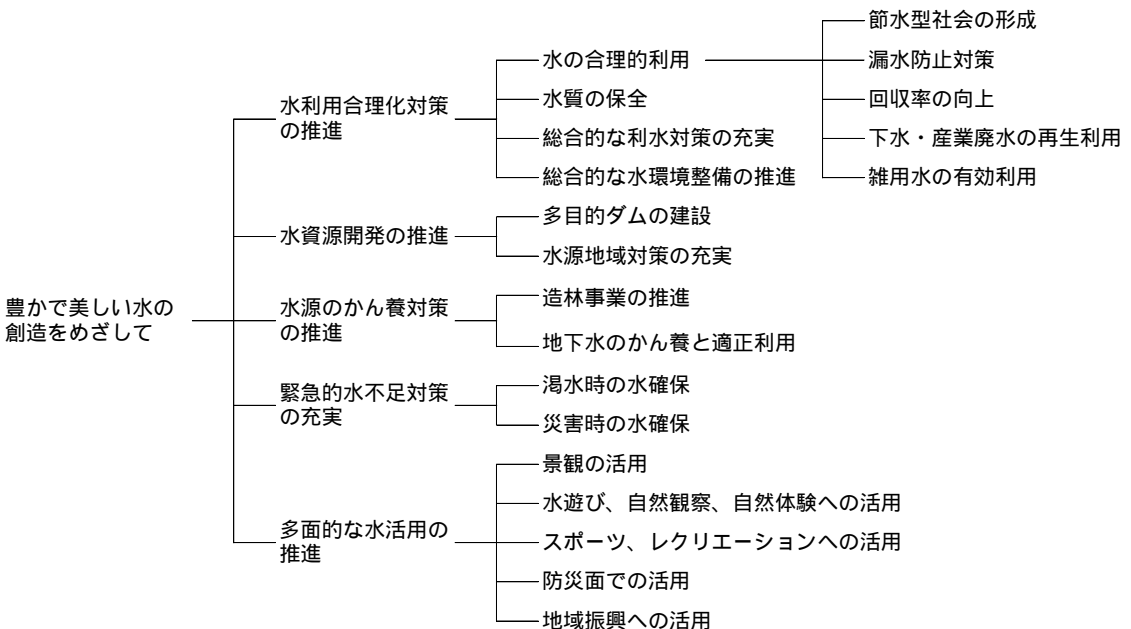 豊かで美しい水の
創造をめざして
水利用合理化対策
の推進
水の合理的利用
節水型社会の形成
漏水防止対策
回収率の向上
下水・産業廃水の再生利用
雑用水の有効利用
水質の保全
総合的な利水対策の充実
総合的な水環境整備の推進
水資源開発の推進
多目的ダムの建設
水源地域対策の充実
水源のかん養対策
の推進
造林事業の推進
地下水のかん養と適正利用
緊急的水不足対策
の充実
渇水時の水確保
災害時の水確保
多面的な水活用の
推進
景観の活用
水遊び、自然観察、自然体験への活用
スポーツ、レクリエーションへの活用
防災面での活用
地域振興への活用